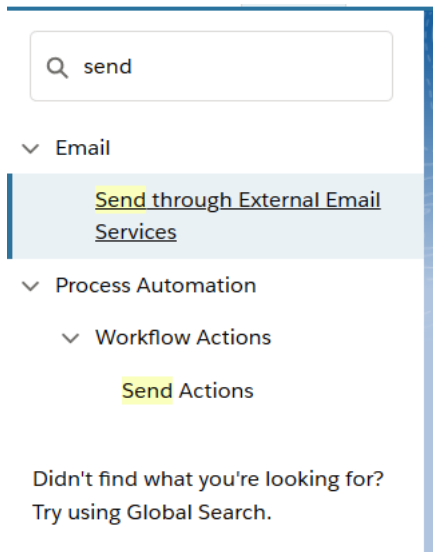 send
Email
Send through External Email
Services
Process Automation
Workflow Actions
Send Actions
Didn't find what you're looking for?
Try using Global Search.